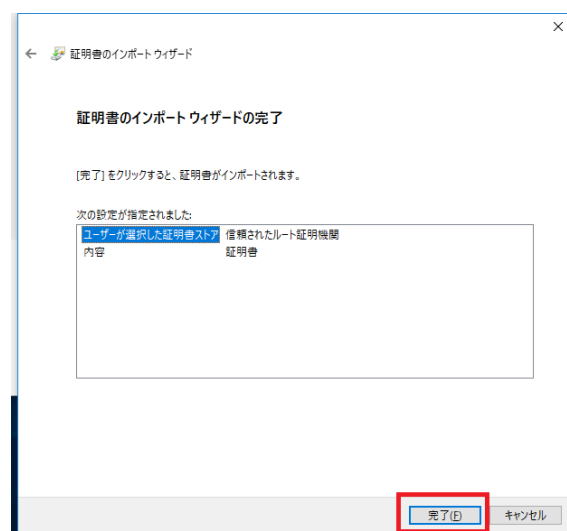 証明書のインポート ウィザード
証明書のインポート ウィザードの完了
[完了] をクリックすると、証明書がインポートされます。
次の設定が指定されました:
ユーザーが選択した証明書ストア 信頼されたルート証明機関
内容 証明書
完了(F) キャンセル